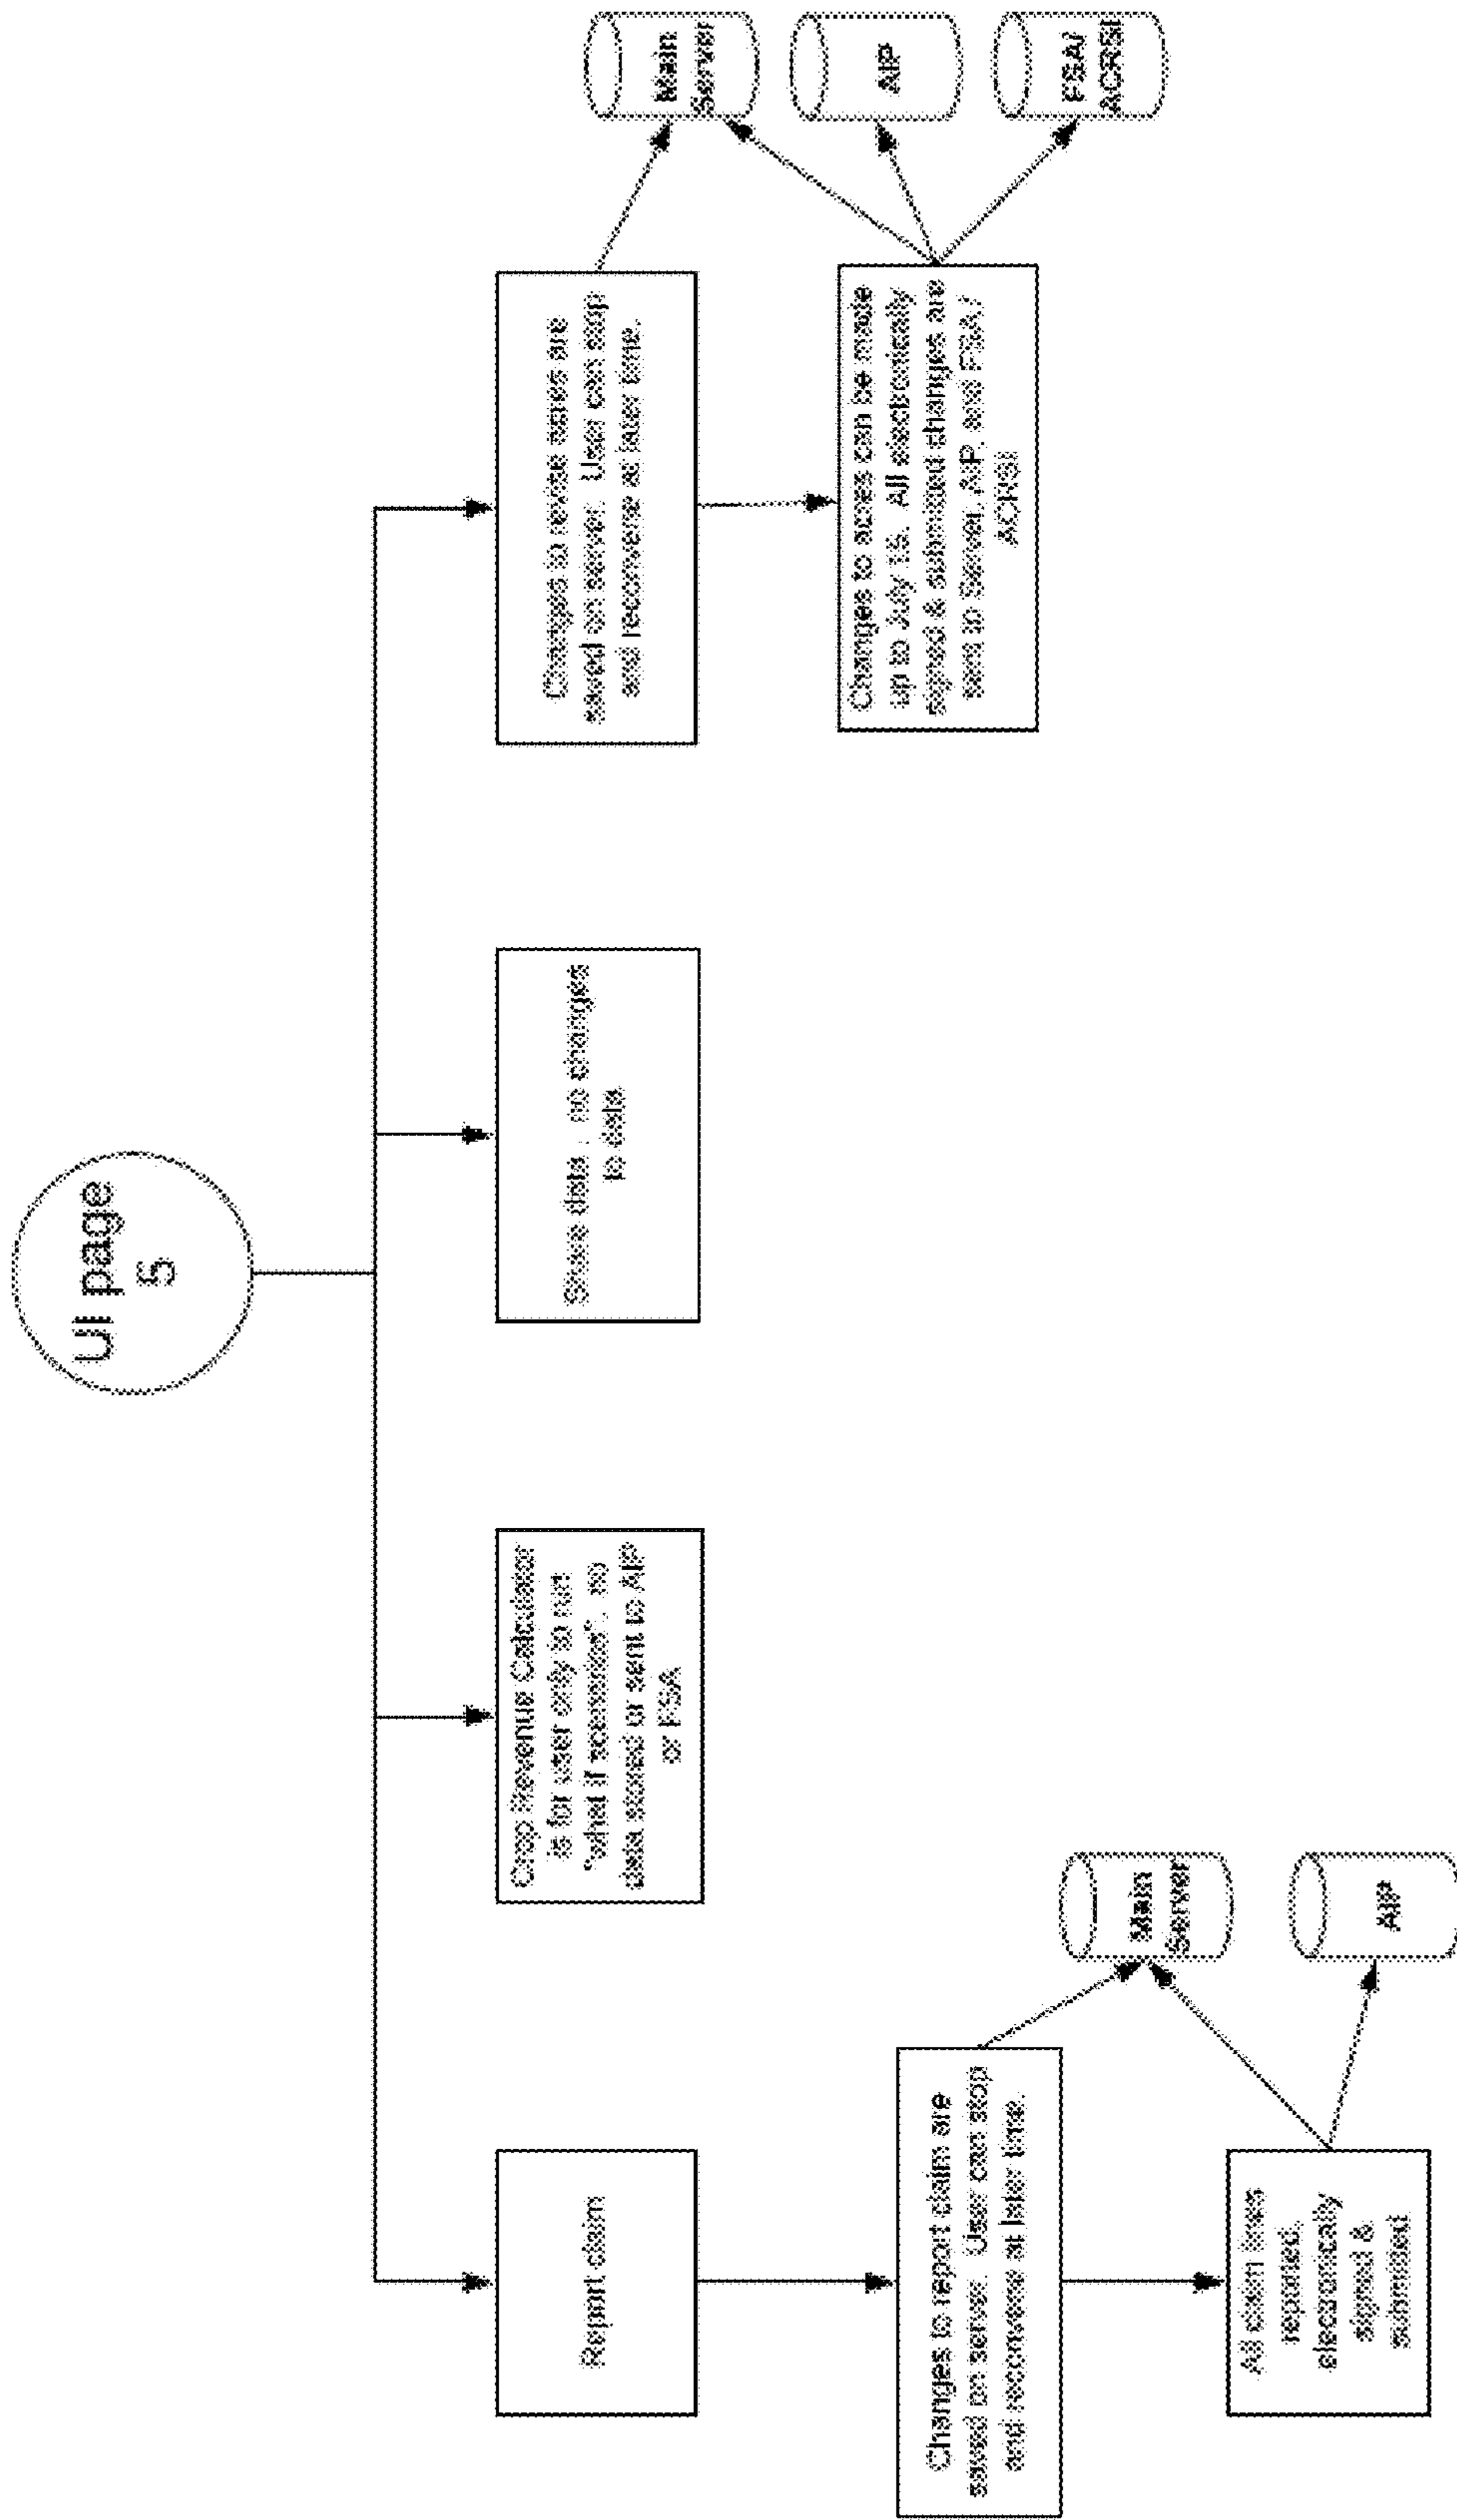 UI page
5
Report claim
Crop Revenue Calculator
is for user only to run
"what if scenarios", no
data stored or sent to AIP
or FSA
Share data , no changes
to data.
Changes to revise acres are
saved on server. User can stop
and reconvene at later time.
Changes to report claim are
saved on server. User can stop
and reconvene at later time.
Changes to acres can be made
up to July 15. All electronically
signed & submitted changes are
sent to Server, AIP, and FSA/
ACRSI
All claim lines
reported,
electronically
signed &
submitted
Main
Server
AIP
Main
Server
AIP
FSA/
ACRSI